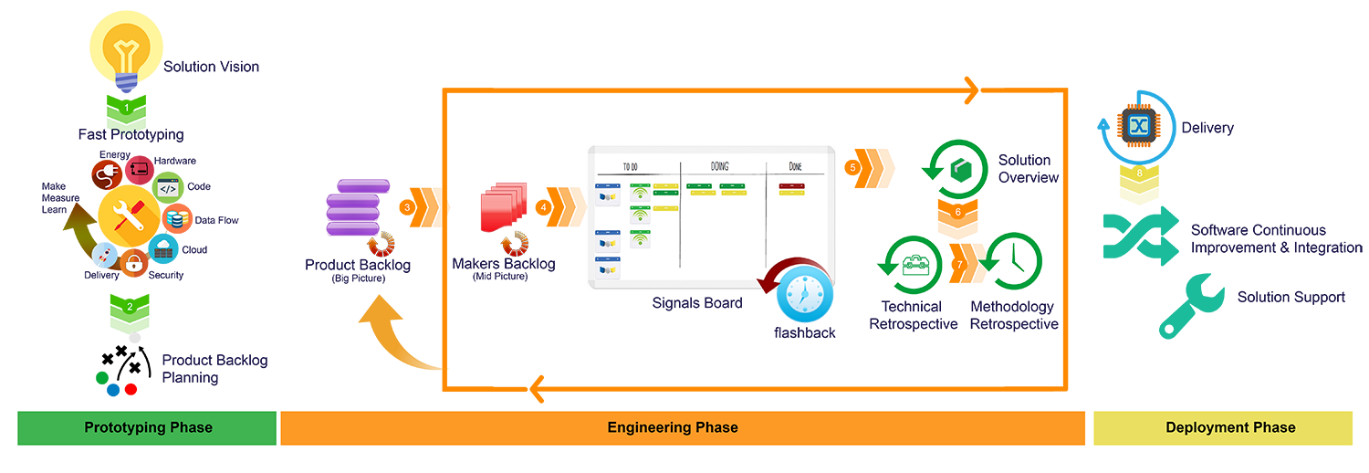 Solution Vision
1
Fast Prototyping
Energy
Hardware
Make
Measure
Learn
Code
Data Flow
Cloud
Security
Delivery
2
Product Backlog
Planning
Product Backlog
(Big Picture)
3
Makers Backlog
(Mid Picture)
4
TO DO
DOING
DONE
Signals Board
flashback
5
Solution
Overview
6
Technical
Retrospective
7
Methodology
Retrospective
Delivery
8
Software Continuous
Improvement & Integration
Solution Support
Prototyping Phase
Engineering Phase
Deployment Phase